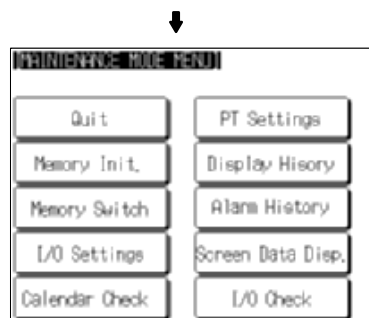 [MAINTENANCE MODE MENU]
Quit
PT Settings
Memory Init.
Display Hisory
Memory Switch
Alarm History
I/O Settings
Screen Data Disp.
Calendar Check
I/O Check